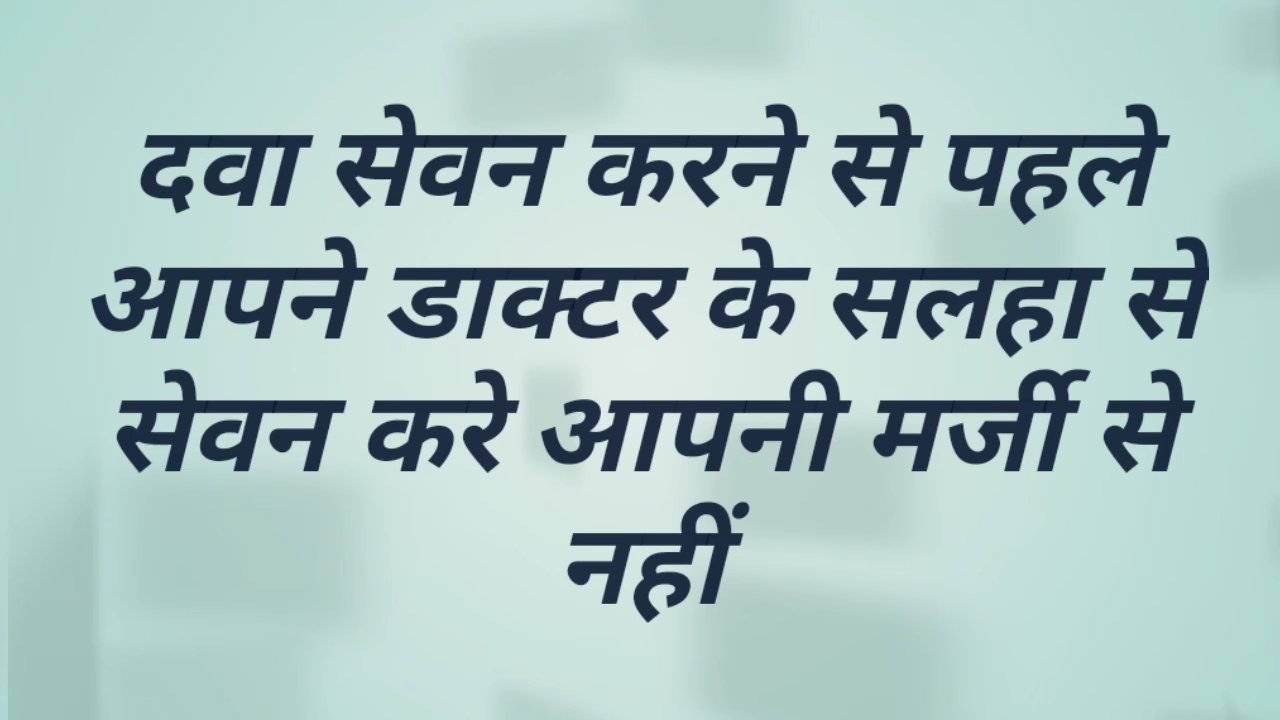 दवा सेवन करने से पहले
आपने डाक्टर के सलहा से
सेवन करे आपनी मर्जी से
नहीं